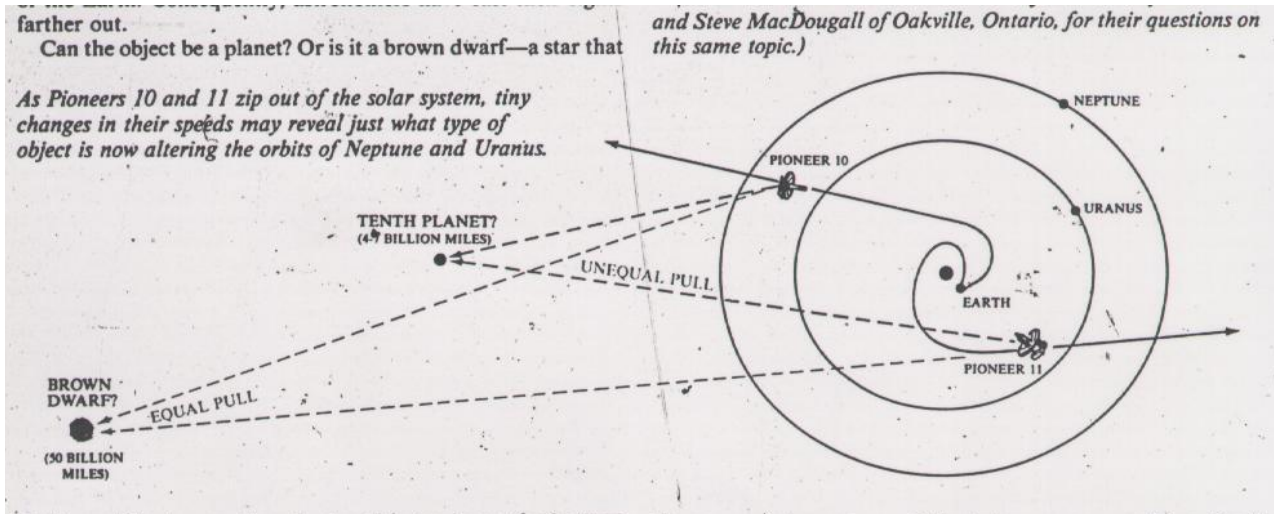 farther out.
Can the object be a planet? Or is it a brown dwarf—a star that
and Steve MacDougall of Oakville, Ontario, for their questions on
this same topic.)
As Pioneers 10 and 11 zip out of the solar system, tiny
changes in their speeds may reveal just what type of
object is now altering the orbits of Neptune and Uranus.
NEPTUNE
PIONEER 10
URANUS
TENTH PLANET?
(4-7 BILLION MILES)
UNEQUAL PULL
EARTH
PIONEER 11
BROWN
DWARF?
EQUAL PULL
(50 BILLION
MILES)